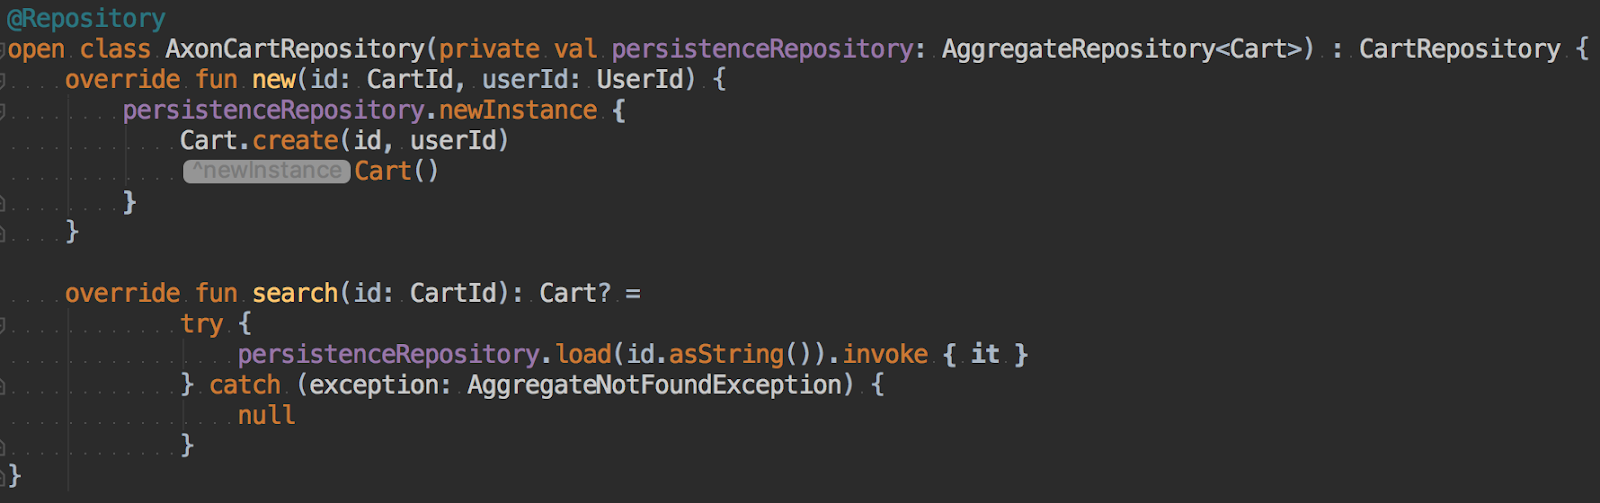 @Repository
open class AxonCartRepository(private val persistenceRepository: AggregateRepository<Cart>) : CartRepository {
    override fun new(id: CartId, userId: UserId) {
        persistenceRepository.newInstance {
            Cart.create(id, userId)
            ^newInstance Cart()
        }
    }

    override fun search(id: CartId): Cart? =
            try {
                persistenceRepository.load(id.asString()).invoke { it }
            } catch (exception: AggregateNotFoundException) {
                null
            }
}